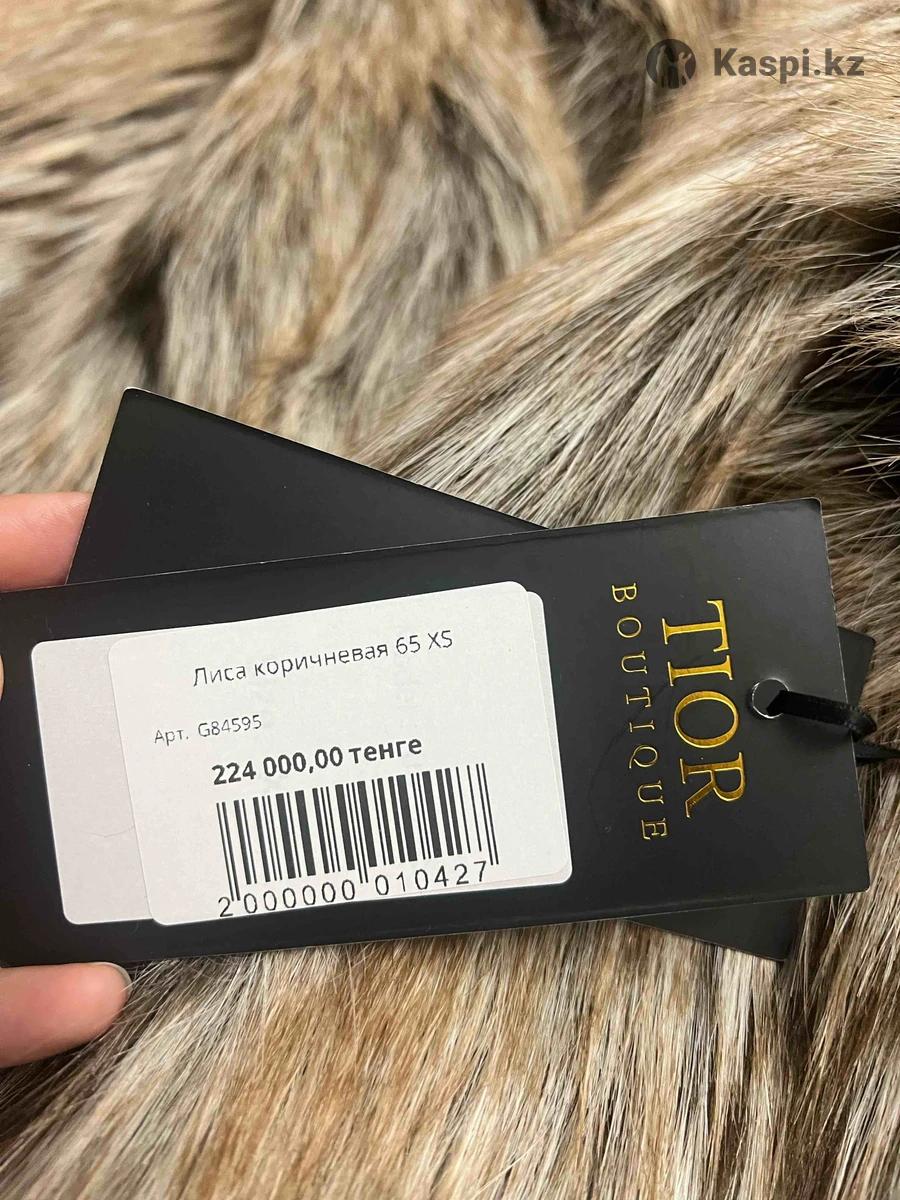 Kaspi.kz
Лиса коричневая 65 XS
Арт. G84595
224 000,00 тенге
2 000000 010427
TIOR
BOUTIQUE